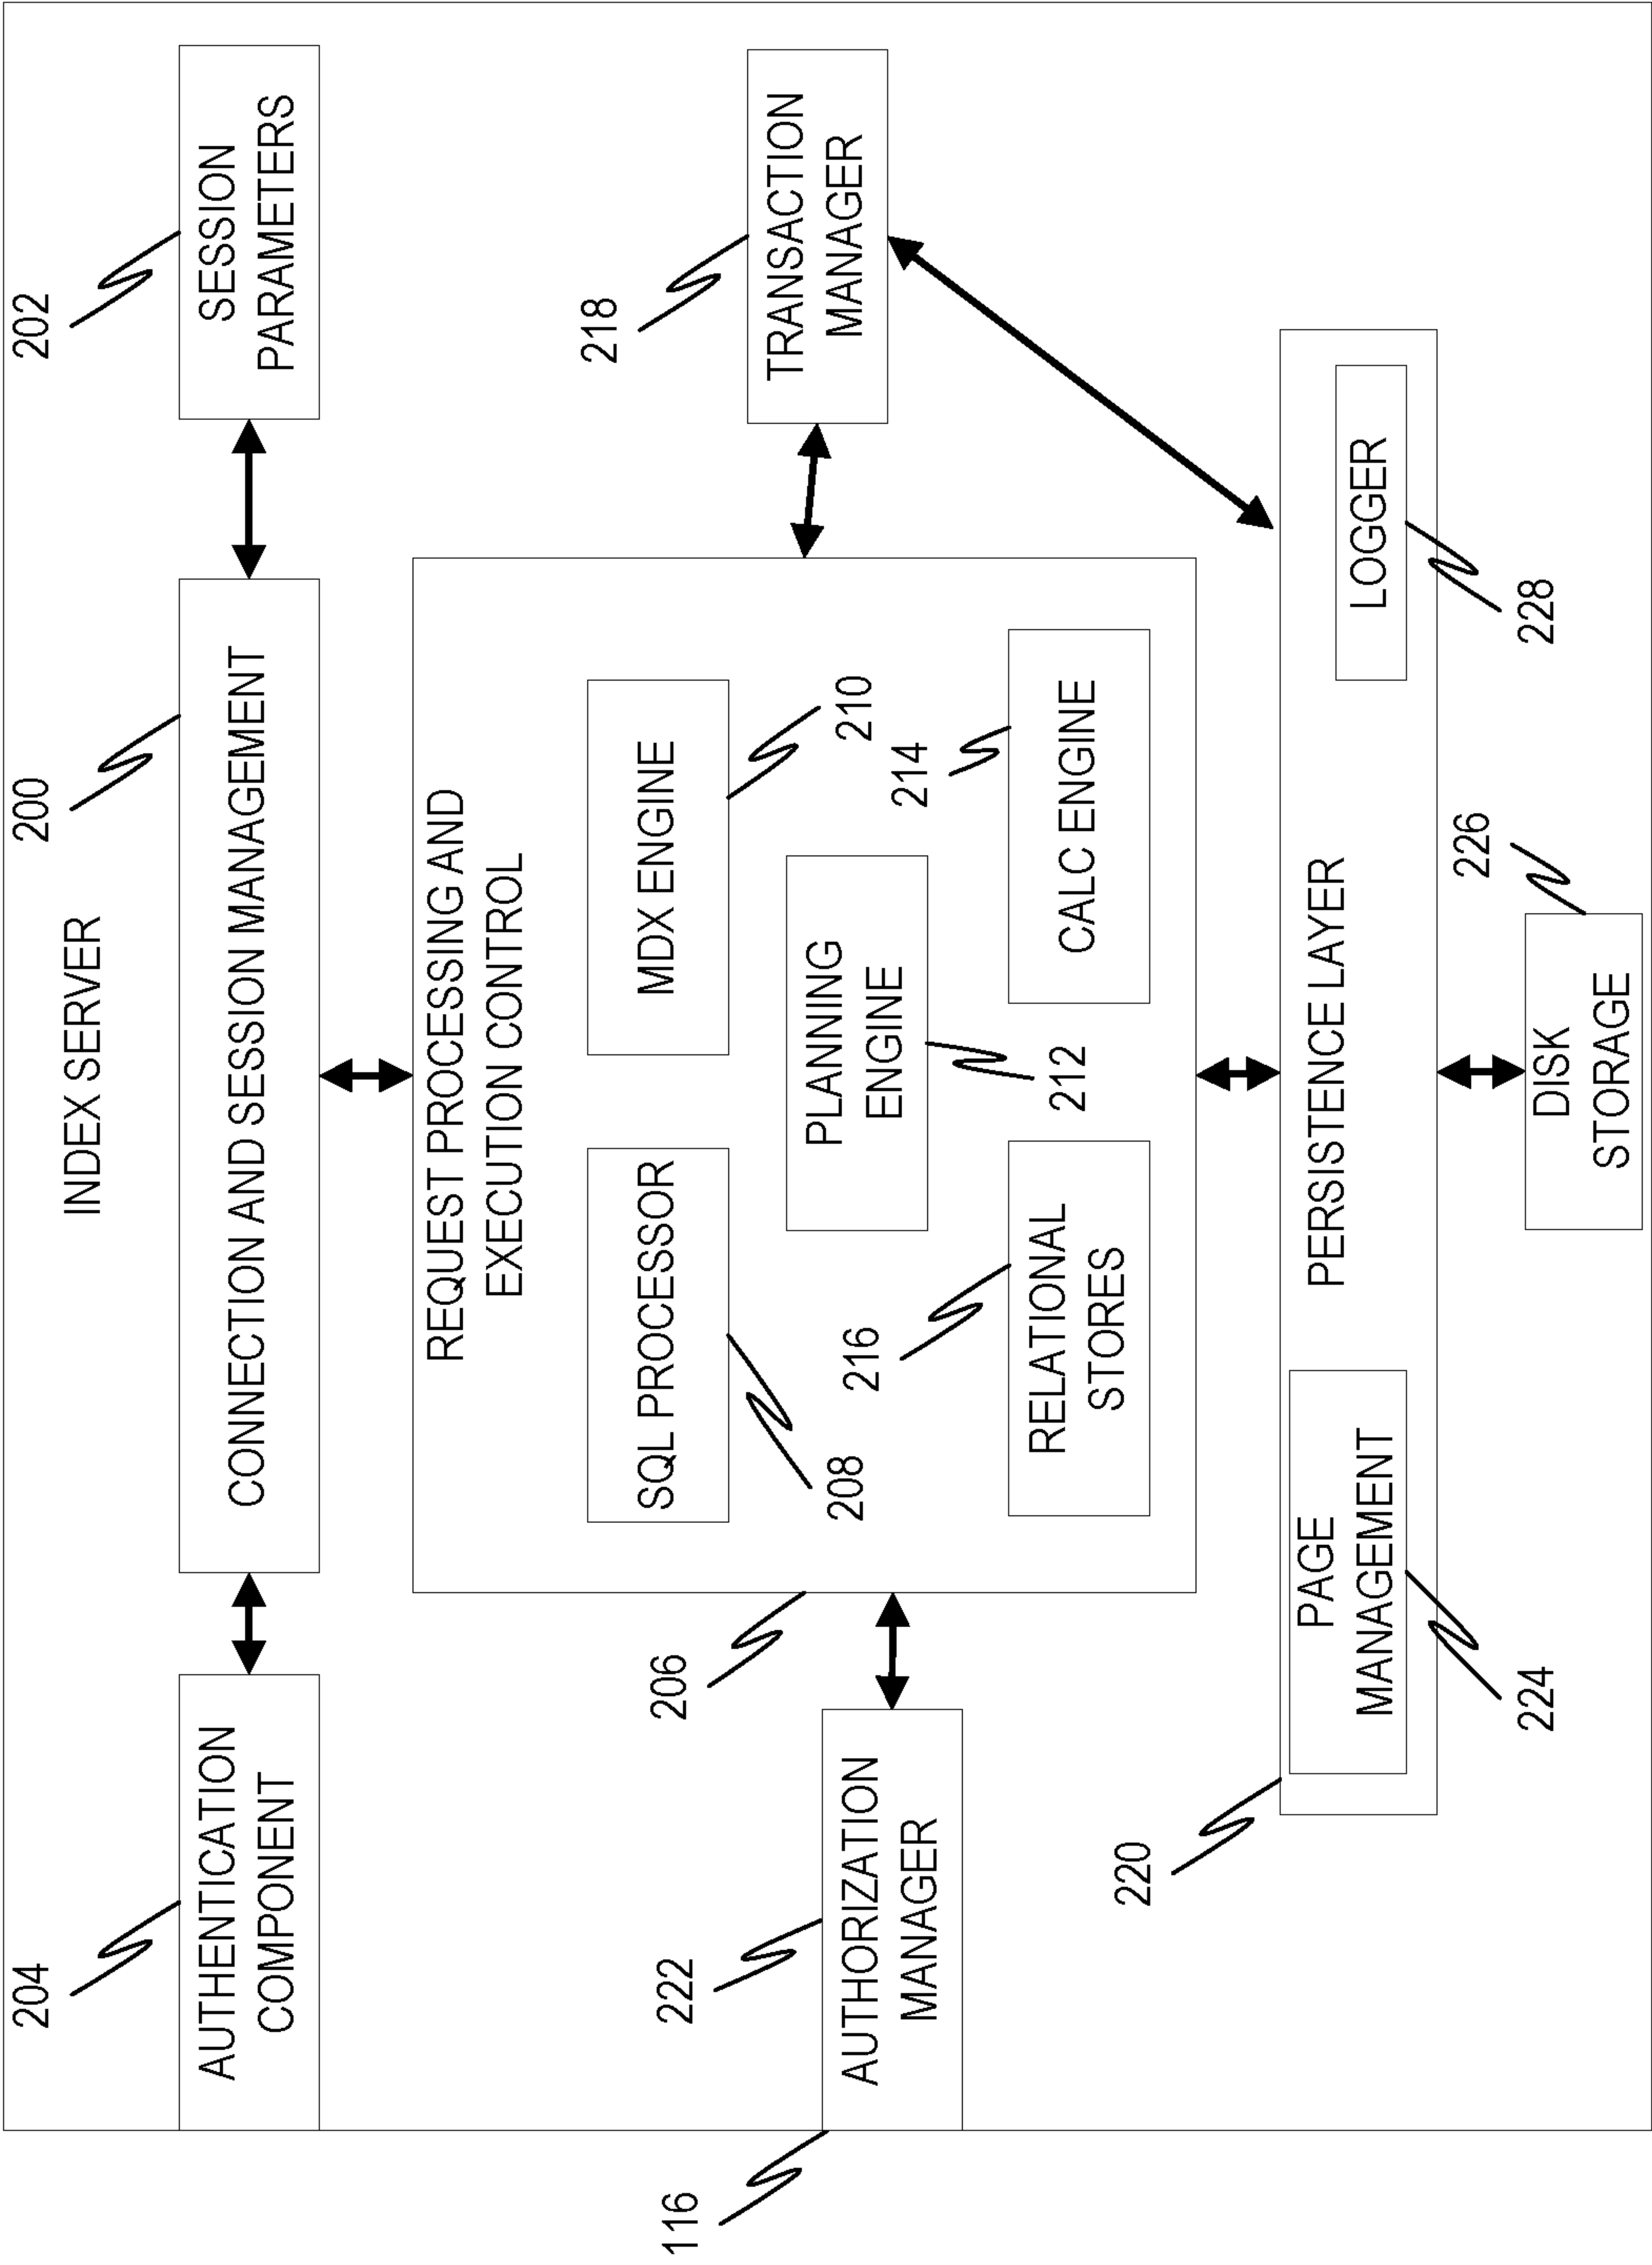 INDEX SERVER
204
200
202
AUTHENTICATION
COMPONENT
CONNECTION AND SESSION MANAGEMENT
SESSION
PARAMETERS
REQUEST PROCESSING AND
EXECUTION CONTROL
SQL PROCESSOR
MDX ENGINE
208
210
PLANNING
ENGINE
212
216
214
RELATIONAL
STORES
CALC ENGINE
206
218
TRANSACTION
MANAGER
116
222
AUTHORIZATION
MANAGER
220
PERSISTENCE LAYER
PAGE
MANAGEMENT
LOGGER
224
226
228
DISK
STORAGE